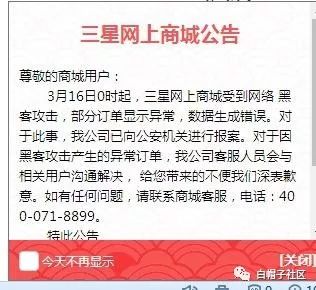 三星网上商城公告
尊敬的商城用户：
3月16日0时起，三星网上商城受到网络 黑
客攻击，部分订单显示异常，数据生成错误。对
于此事，我公司已向公安机关进行报案。对于因
黑客攻击产生的异常订单，我公司客服人员会与
相关用户沟通解决， 给您带来的不便我们深表歉
意。如有任何问题，请联系商城客服，电话：40
0-071-8899。
特此公告
今天不再显示
[关闭]
白帽子社区